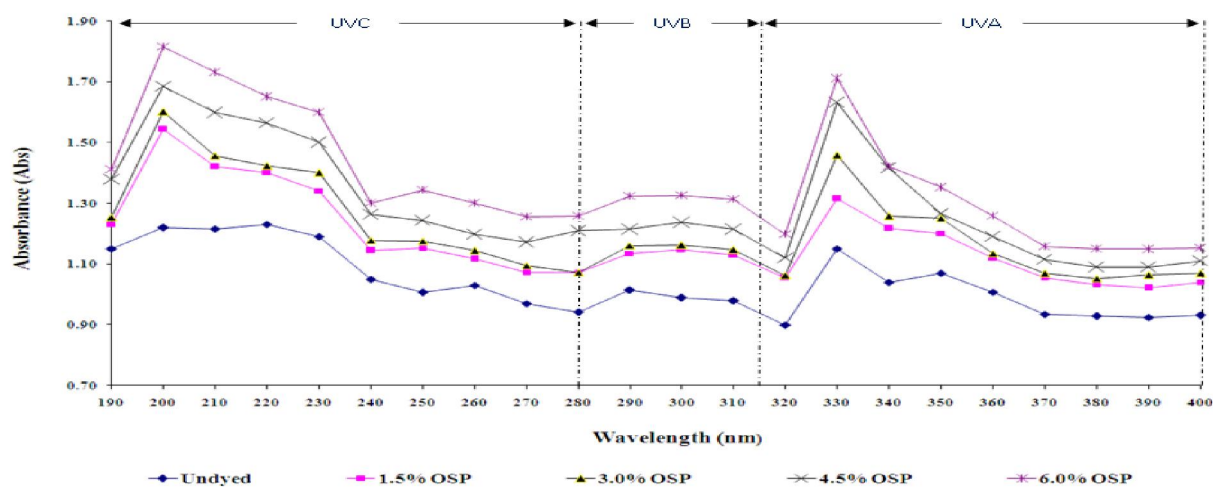 UVC UVB UVA
1.90
1.70
1.50
1.30
1.10
0.90
0.70
Absorbance (Abs)
190 200 210 220 230 240 250 260 270 280 290 300 310 320 330 340 350 360 370 380 390 400
Wavelength (nm)
Undyed 1.5% OSP 3.0% OSP 4.5% OSP 6.0% OSP